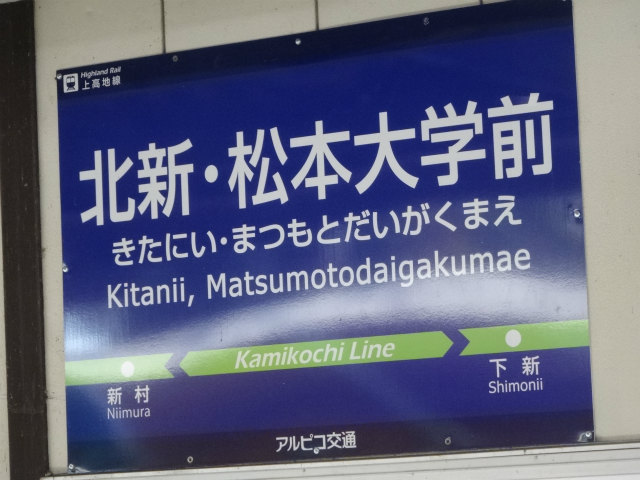 Highland Rail
上高地線
北新・松本大学前
きたにい・まつもとだいがくまえ
Kitanii, Matsumotodaigakumae
Kamikochi Line
新村
Niimura
下新
Shimonii
アルピコ交通